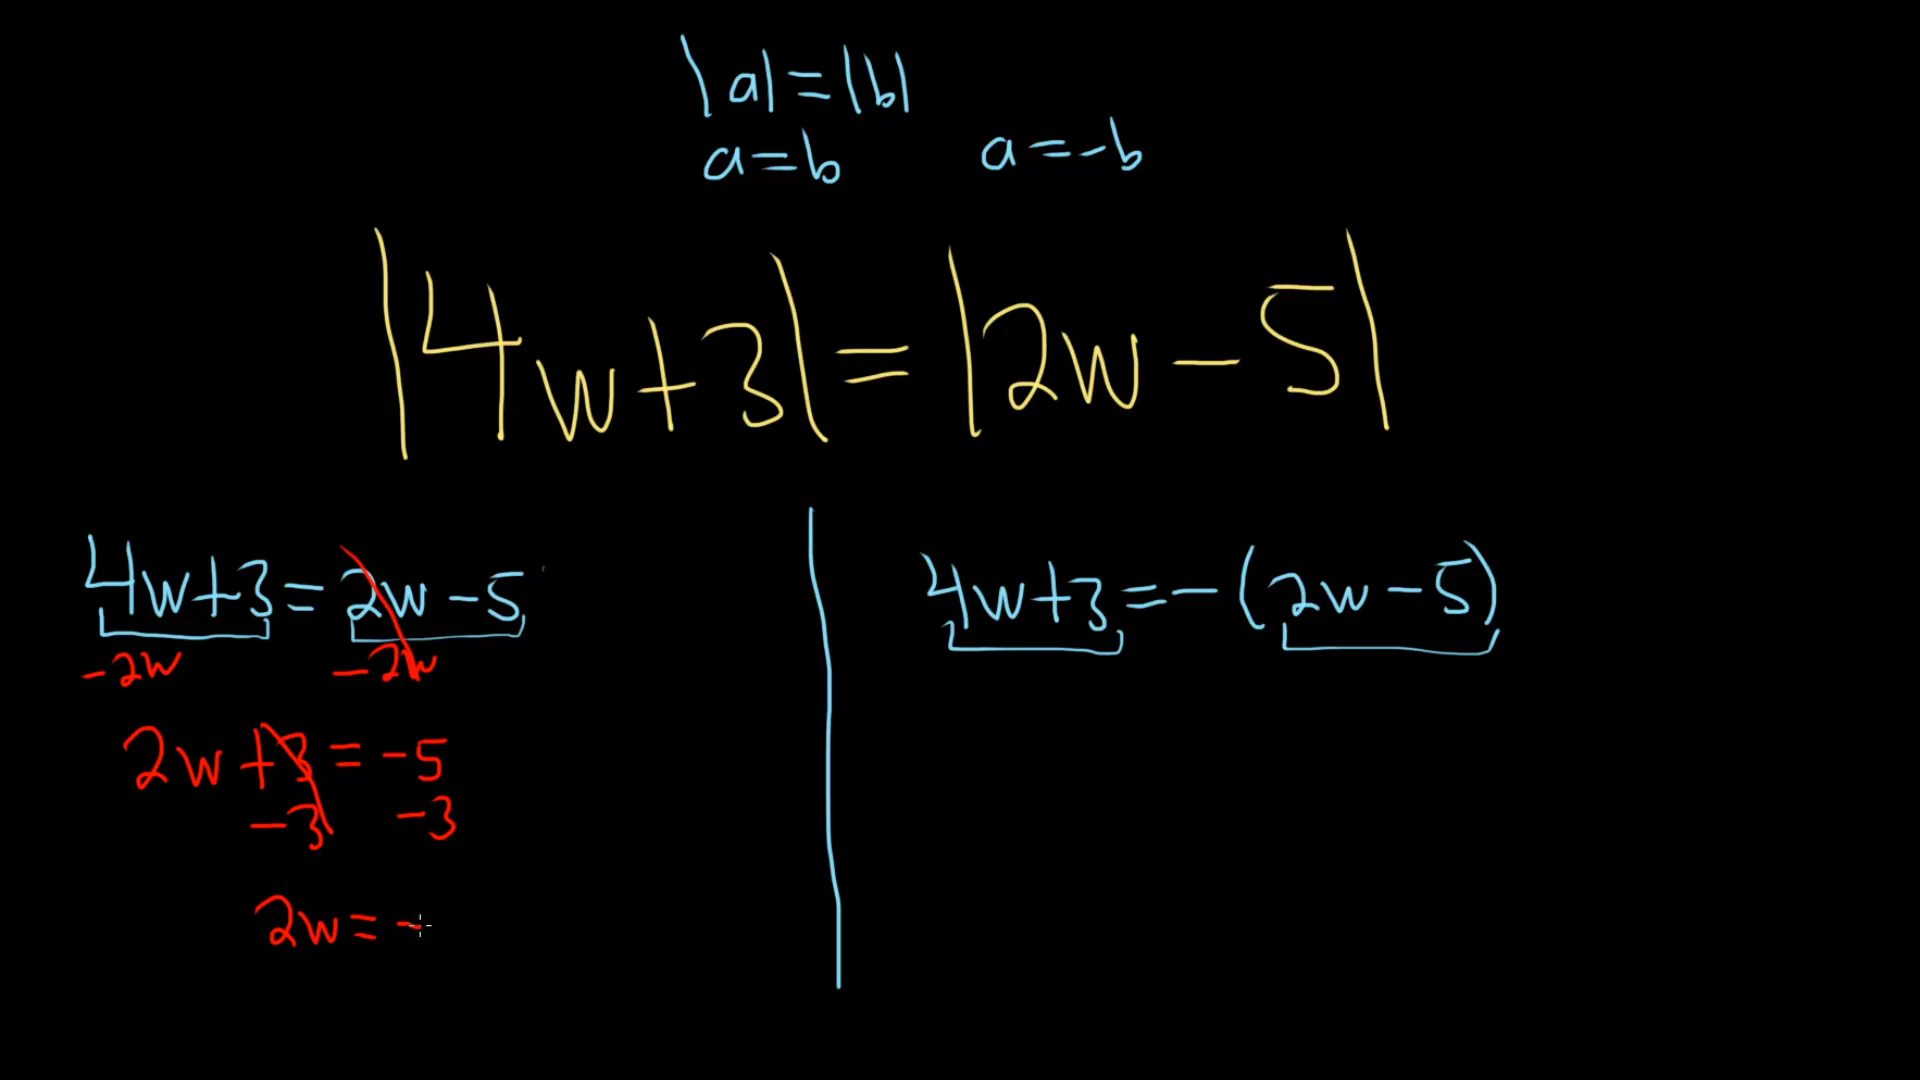 |a|=|b|
a=b a=-b
|4w+3|=|2w-5|
4w+3=2w-5
-2w -2w
2w+3=-5
-3 -3
2w=-
4w+3=-(2w-5)